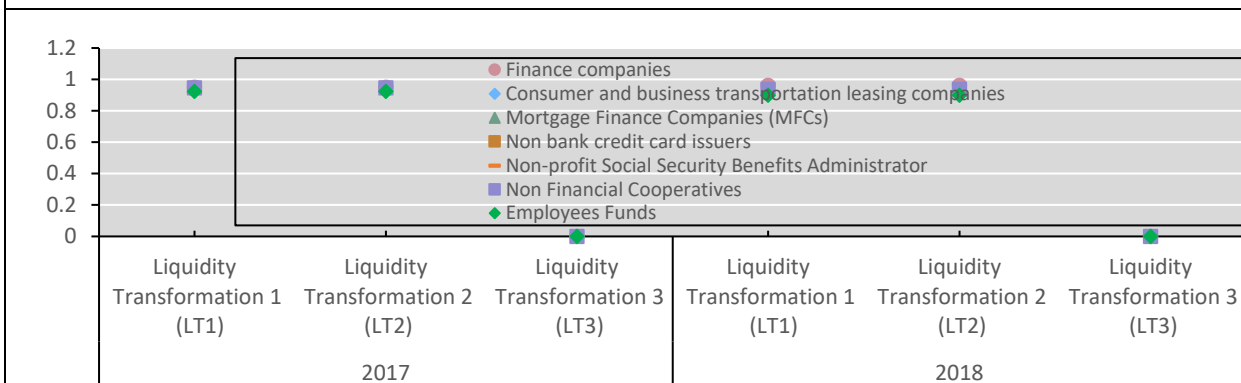 1.2
1
0.8
0.6
0.4
0.2
0
Finance companies
Consumer and business transportation leasing companies
Mortgage Finance Companies (MFCs)
Non bank credit card issuers
Non-profit Social Security Benefits Administrator
Non Financial Cooperatives
Employees Funds
Liquidity
Transformation 1
(LT1)
Liquidity
Transformation 2
(LT2)
Liquidity
Transformation 3
(LT3)
Liquidity
Transformation 1
(LT1)
Liquidity
Transformation 2
(LT2)
Liquidity
Transformation 3
(LT3)
2017
2018